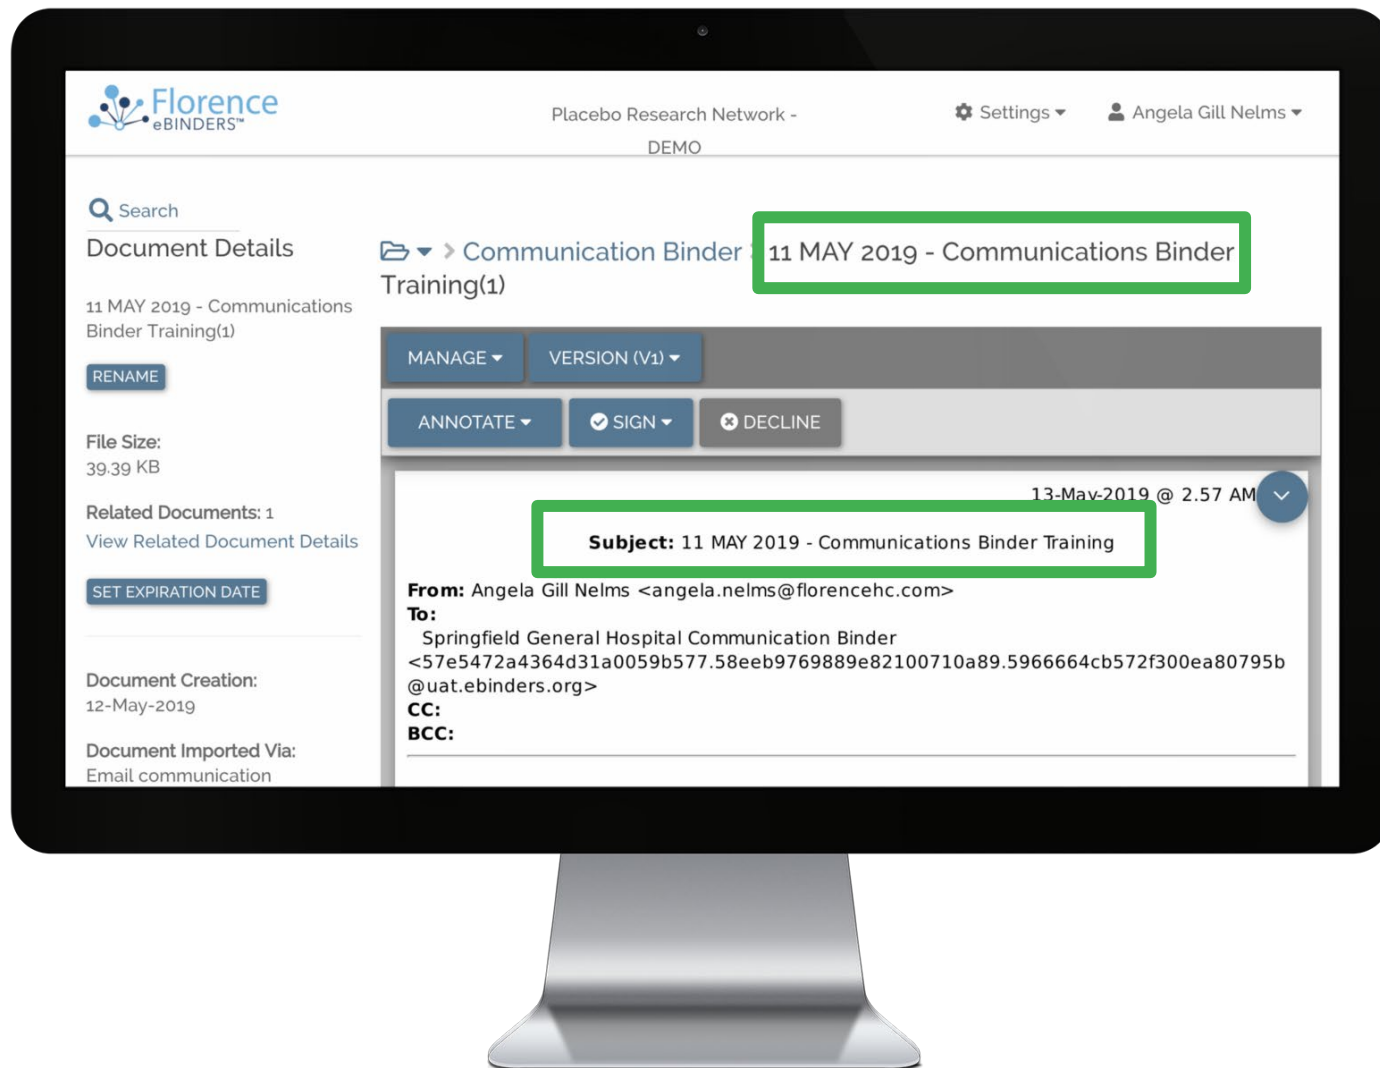 Florence
eBINDERS™
Placebo Research Network -
DEMO
Settings
Angela Gill Nelms
Search
Document Details
11 MAY 2019 - Communications
Binder Training(1)
RENAME
File Size:
39.39 KB
Related Documents: 1
View Related Document Details
SET EXPIRATION DATE
Document Creation:
12-May-2019
Document Imported Via:
Email communication
> Communication Binder > 11 MAY 2019 - Communications Binder
Training(1)
MANAGE
VERSION (V1)
ANNOTATE
SIGN
DECLINE
13-May-2019 @ 2.57 AM
Subject: 11 MAY 2019 - Communications Binder Training
From: Angela Gill Nelms <angela.nelms@florencehc.com>
To:
Springfield General Hospital Communication Binder
<57e5472a4364d31a0059b577.58eeb9769889e82100710a89.5966664cb572f300ea80795b
@uat.ebinders.org>
CC:
BCC: